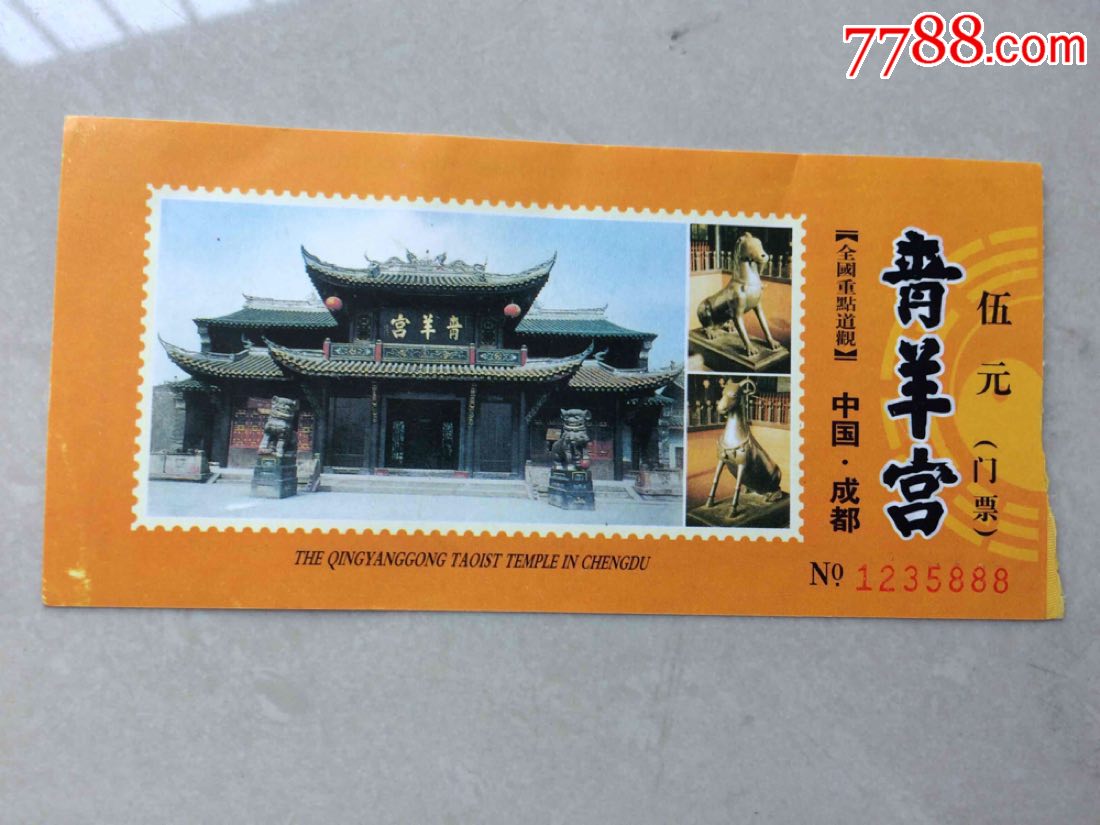 7788.com
宮羊青
THE QINGYANGGONG TAOIST TEMPLE IN CHENGDU
【全國重點道觀】
中国·成都
青羊宫
伍元（门票）
Nº 1235888